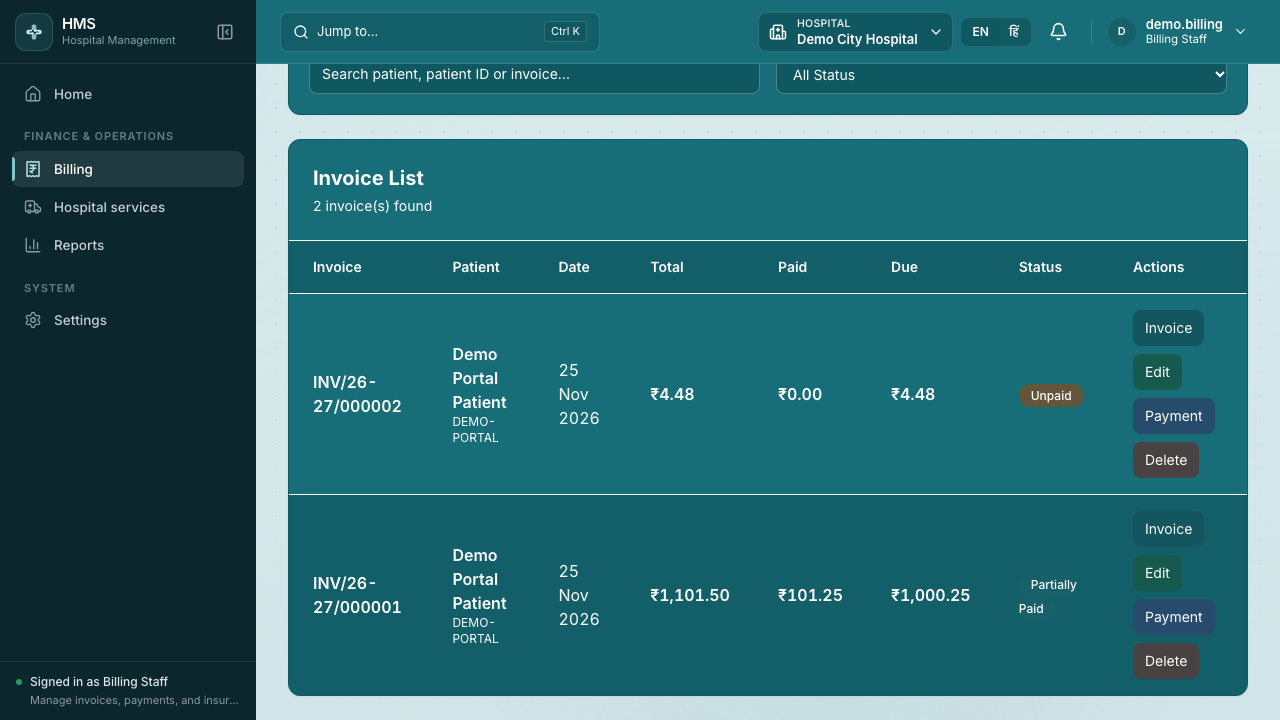 HMS
Hospital Management
Jump to...
Ctrl K
HOSPITAL
Demo City Hospital
EN
हिं
D
demo.billing
Billing Staff
Home
FINANCE & OPERATIONS
Billing
Hospital services
Reports
SYSTEM
Settings
Signed in as Billing Staff
Manage invoices, payments, and insur...
Search patient, patient ID or invoice...
All Status
Invoice List
2 invoice(s) found
Invoice Patient Date Total Paid Due Status Actions
INV/26-
27/000002
Demo
Portal
Patient
DEMO-
PORTAL
25
Nov
2026
₹4.48
₹0.00
₹4.48
Unpaid
Invoice
Edit
Payment
Delete
INV/26-
27/000001
Demo
Portal
Patient
DEMO-
PORTAL
25
Nov
2026
₹1,101.50
₹101.25
₹1,000.25
Partially
Paid
Invoice
Edit
Payment
Delete